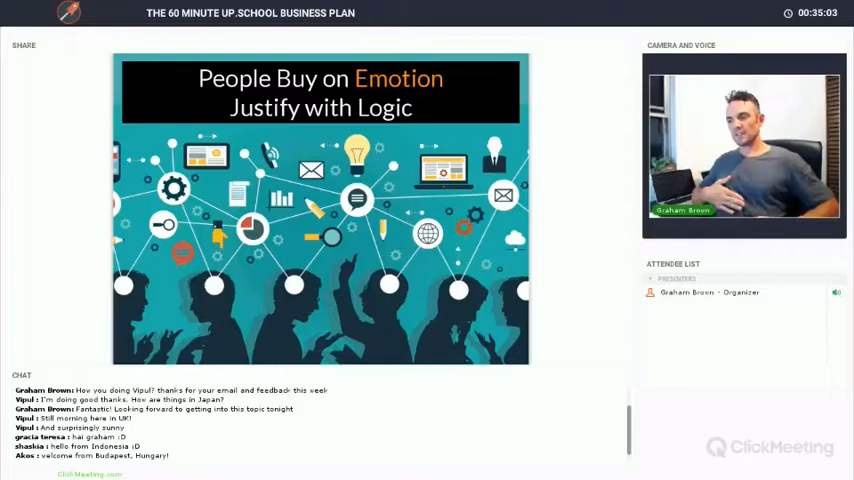 THE 60 MINUTE UP.SCHOOL BUSINESS PLAN
00:35:03
SHARE
CAMERA AND VOICE
People Buy on Emotion
Justify with Logic
Graham Brown
ATTENDEE LIST
PRESENTERS
Graham Brown - Organizer
CHAT
Graham Brown: How you doing Vipul? thanks for your email and feedback this week
Vipul : I'm doing good thanks. How are things in Japan?
Graham Brown: Fantastic! Looking forward to getting into this topic tonight
Vipul : Still morning here in UK!
Vipul : And surprisingly sunny
gracia teresa : hai graham :D
shaskia : hello from Indonesia :D
Akos : welcome from Budapest, Hungary!
ClickMeeting.com
ClickMeeting